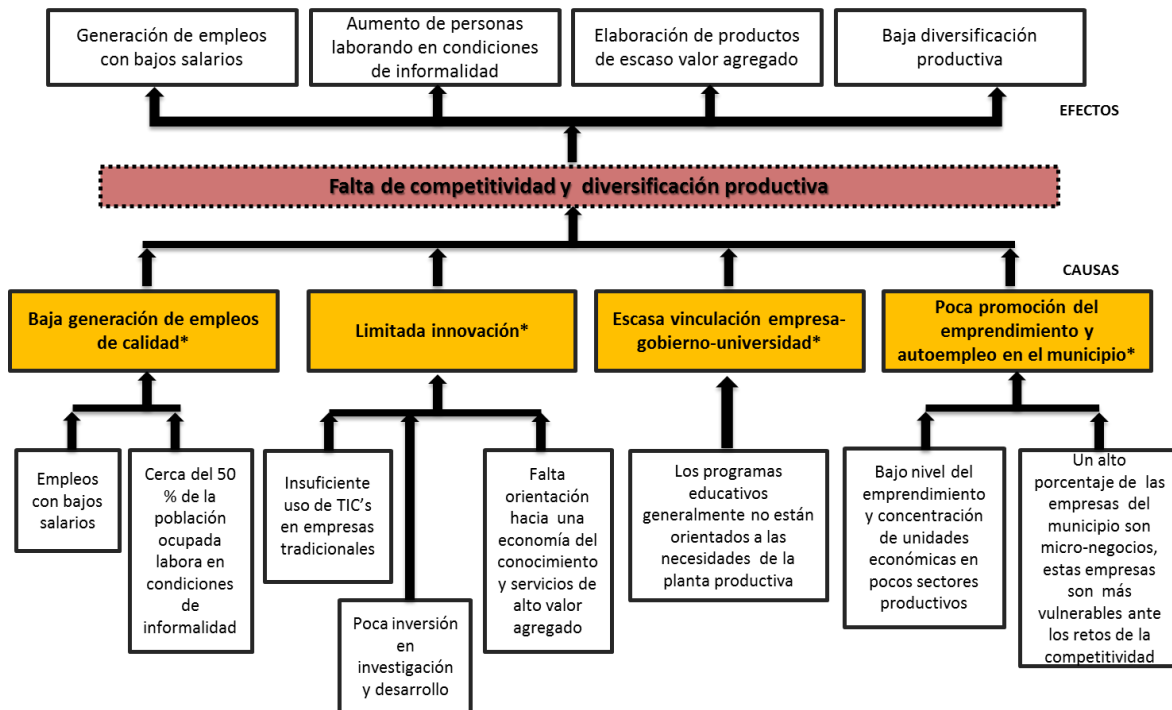 Generación de empleos
con bajos salarios
Aumento de personas
laborando en condiciones
de informalidad
Elaboración de productos
de escaso valor agregado
Baja diversificación
productiva
EFECTOS
Falta de competitividad y diversificación productiva
CAUSAS
Baja generación de empleos
de calidad*
Limitada innovación*
Escasa vinculación empresa-
gobierno-universidad*
Poca promoción del
emprendimiento y
autoempleo en el municipio*
Empleos
con bajos
salarios
Cerca del 50
% de la
población
ocupada
labora en
condiciones
de
informalidad
Insuficiente
uso de TIC's
en empresas
tradicionales
Poca inversión
en
investigación
y desarrollo
Falta
orientación
hacia una
economía del
conocimiento
y servicios de
alto valor
agregado
Los programas
educativos
generalmente no están
orientados a las
necesidades de la
planta productiva
Bajo nivel del
emprendimiento
y concentración
de unidades
económicas en
pocos sectores
productivos
Un alto
porcentaje de las
empresas del
municipio son
micro-negocios,
estas empresas
son más
vulnerables ante
los retos de la
competitividad